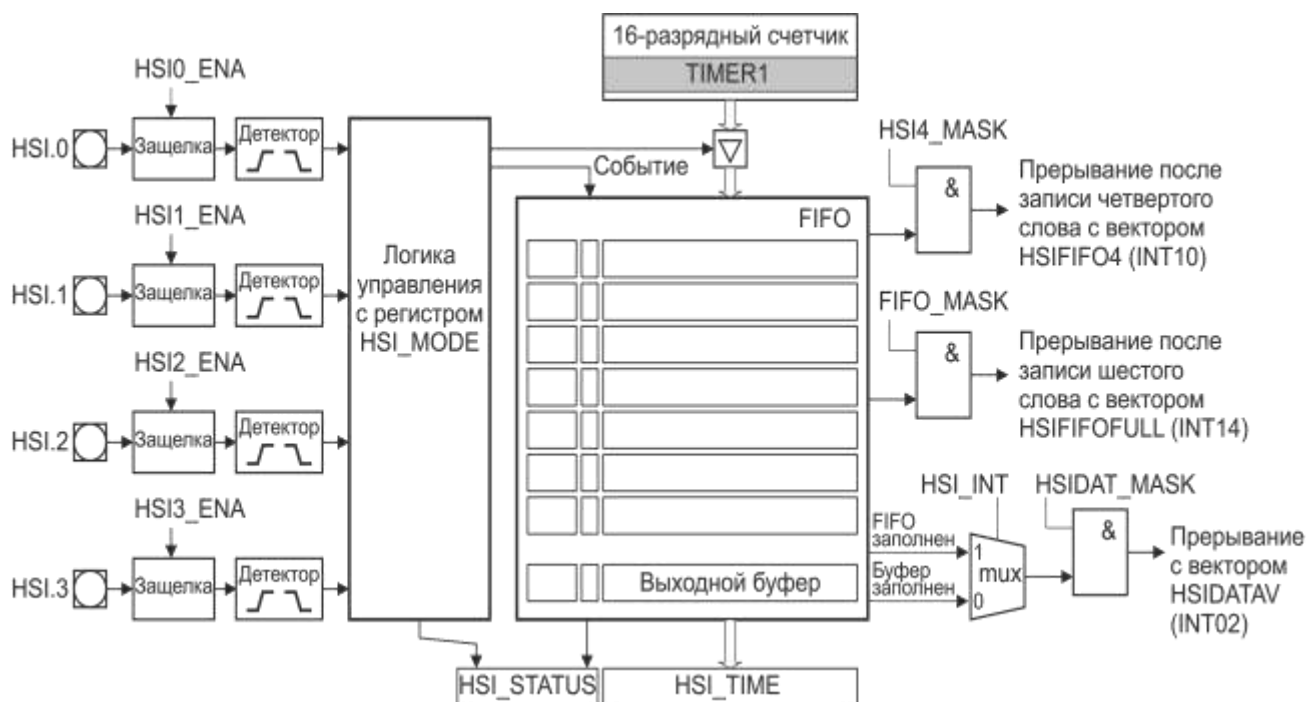 16-разрядный счетчик
TIMER1
HSI0_ENA
HSI.0
Защелка
Детектор
HSI1_ENA
HSI.1
Защелка
Детектор
HSI2_ENA
HSI.2
Защелка
Детектор
HSI3_ENA
HSI.3
Защелка
Детектор
Логика
управления
с регистром
HSI_MODE
Событие
FIFO
Выходной буфер
HSI_STATUS
HSI_TIME
HSI4_MASK
&
Прерывание после
записи четвертого
слова с вектором
HSIFIFO4 (INT10)
FIFO_MASK
&
Прерывание после
записи шестого
слова с вектором
HSIFIFOFULL (INT14)
HSI_INT
HSIDAT_MASK
FIFO
заполнен
Буфер
заполнен
1
mux
0
&
Прерывание
с вектором
HSIDATAV
(INT02)